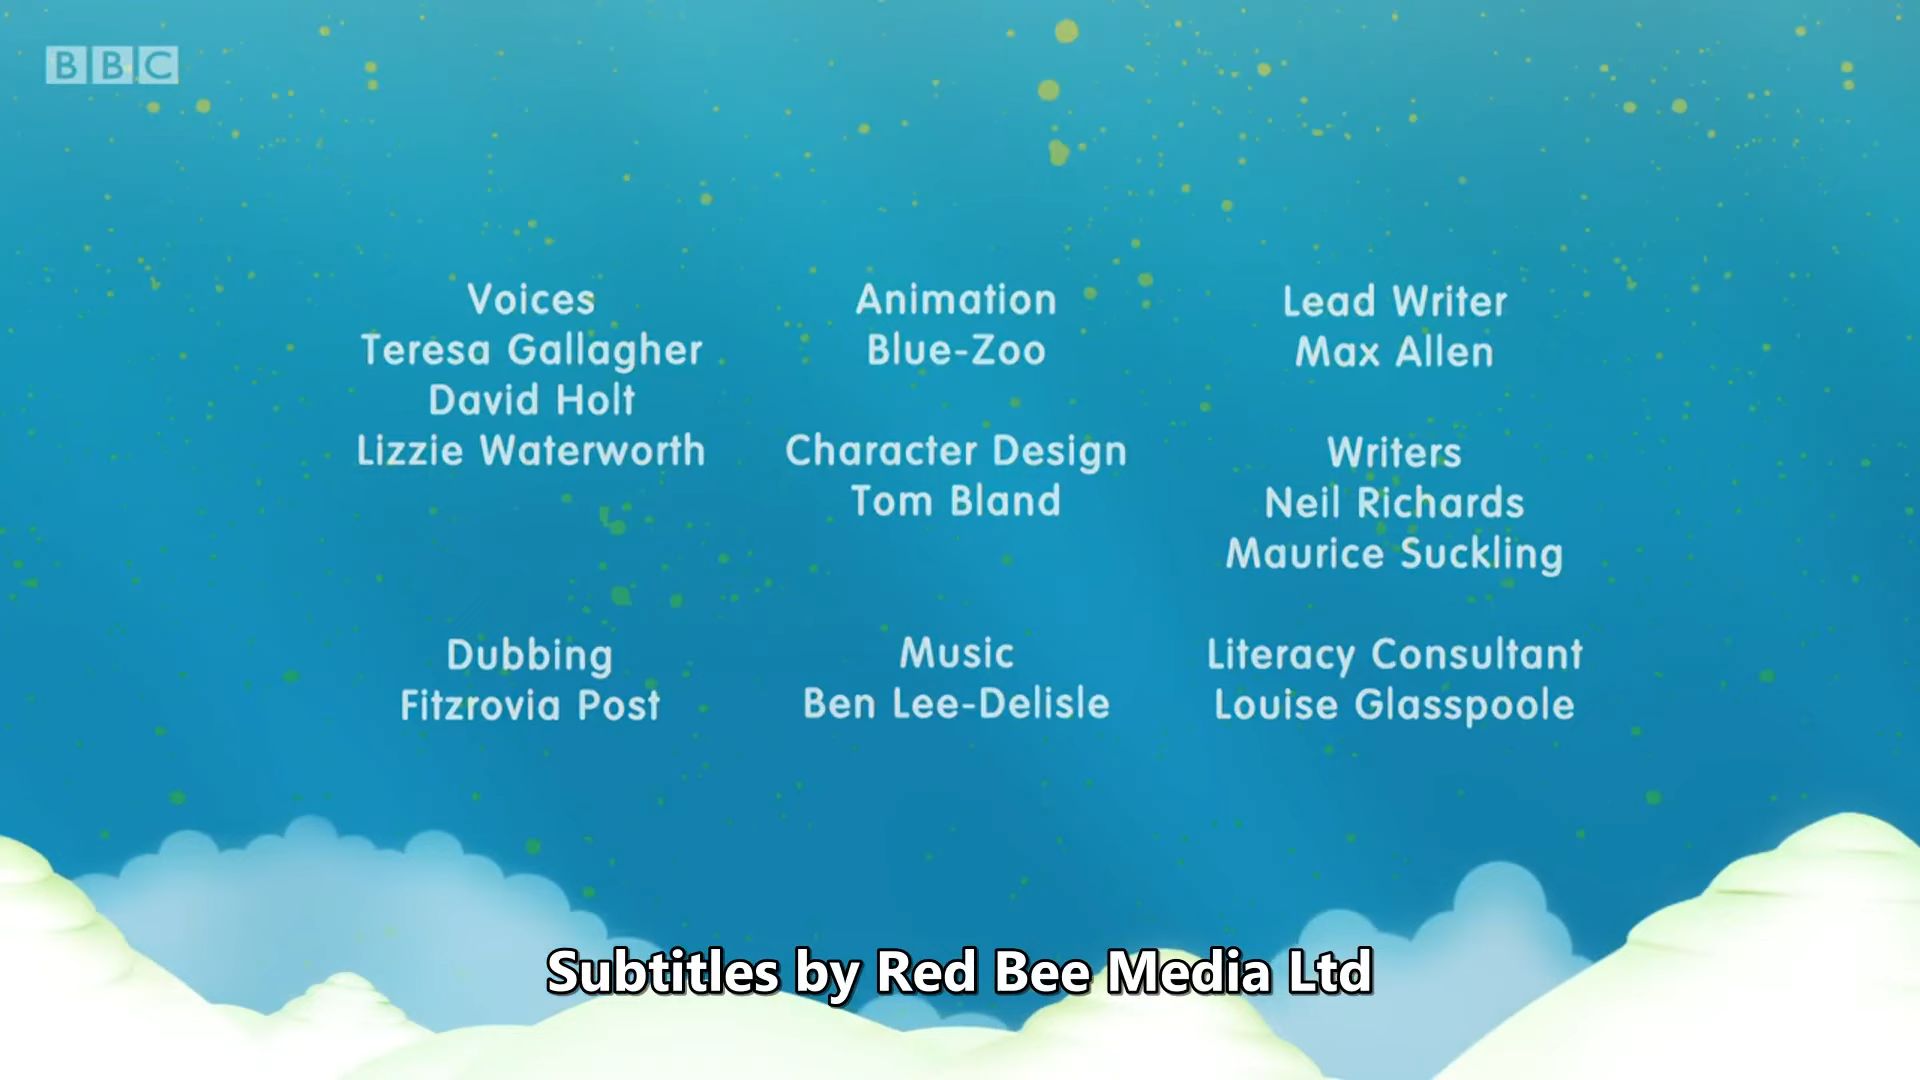 BBC
Voices
Teresa Gallagher
David Holt
Lizzie Waterworth
Animation
Blue-Zoo
Character Design
Tom Bland
Lead Writer
Max Allen
Writers
Neil Richards
Maurice Suckling
Dubbing
Fitzrovia Post
Music
Ben Lee-Delisle
Literacy Consultant
Louise Glasspoole
Subtitles by Red Bee Media Ltd